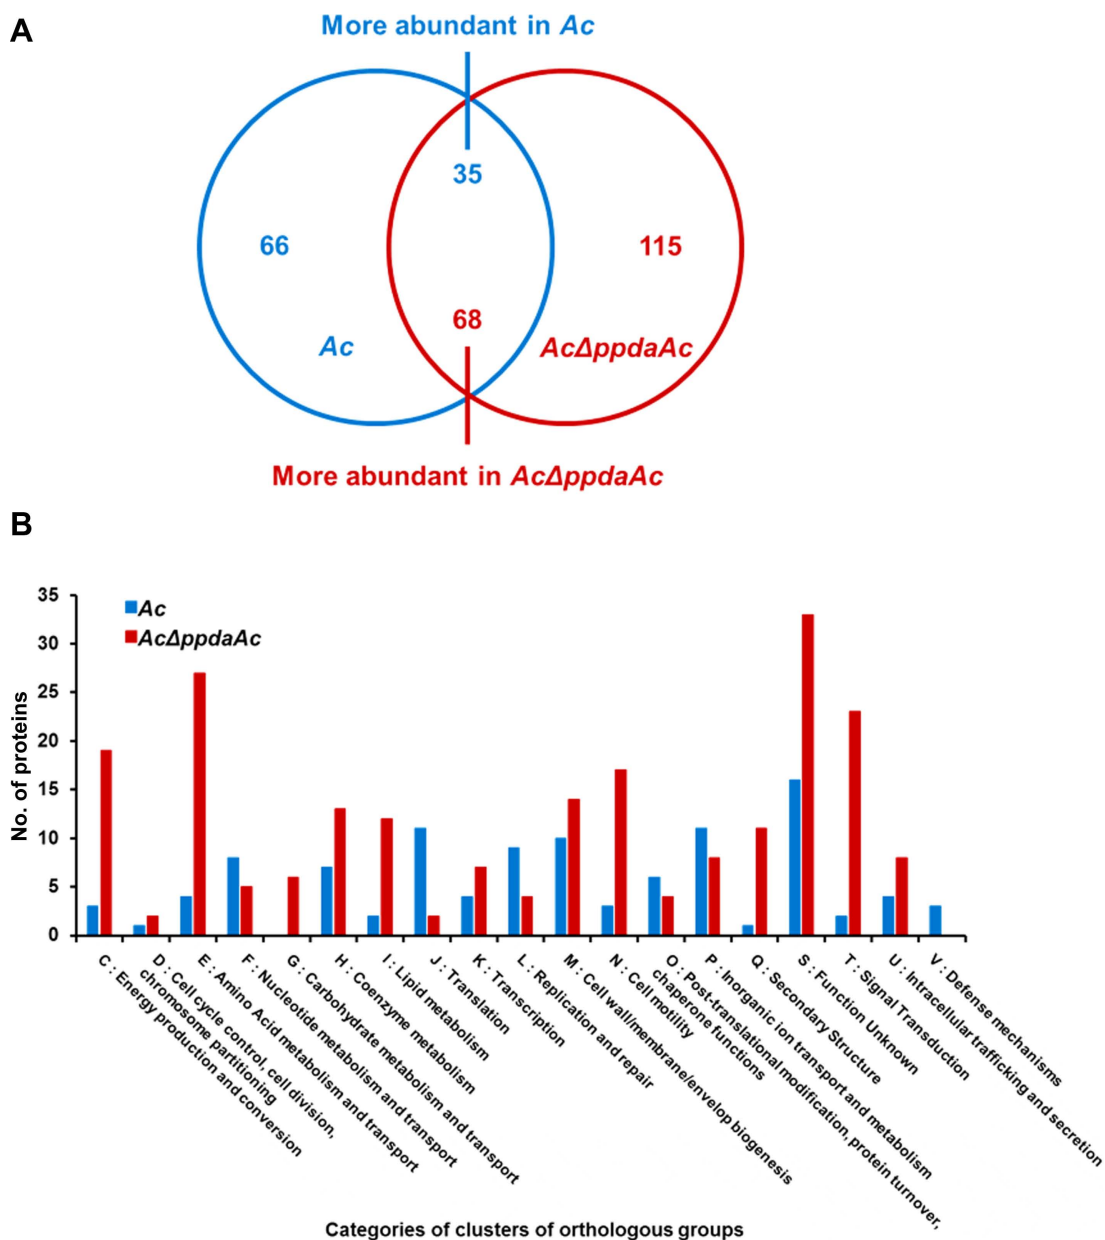 A
More abundant in Ac
35
66
115
68
Ac
AcΔppdaAc
More abundant in AcΔppdaAc
B
No. of proteins
35
30
25
20
15
10
5
0
Ac
AcΔppdaAc
C : Energy production and conversion
D : Cell cycle control, cell division,
chromosome partitioning
E : Amino Acid metabolism and transport
F : Nucleotide metabolism and transport
G : Carbohydrate metabolism and transport
H : Coenzyme metabolism
I : Lipid metabolism
J : Translation
K : Transcription
L : Replication and repair
M : Cell wall/membrane/envelop biogenesis
N : Cell motility
O : Post-translational modification, protein turnover,
chaperone functions
P : Inorganic ion transport and metabolism
Q : Secondary Structure
S : Function Unknown
T : Signal Transduction
U : Intracellular trafficking and secretion
V : Defense mechanisms
Categories of clusters of orthologous groups